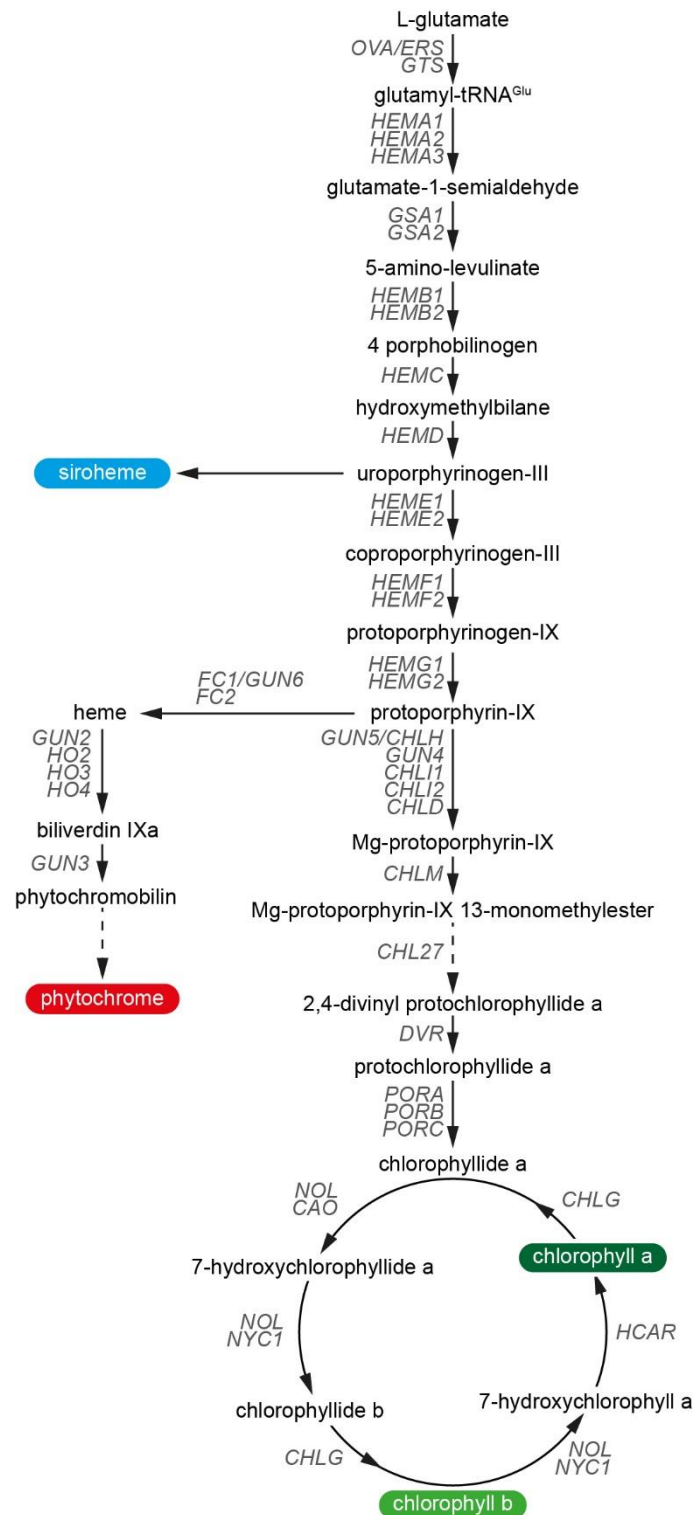 L-glutamate
OVA/ERS
GTS
glutamyl-tRNAGlu
HEMA1
HEMA2
HEMA3
glutamate-1-semialdehyde
GSA1
GSA2
5-amino-levulinate
HEMB1
HEMB2
4 porphobilinogen
HEMC
hydroxymethylbilane
HEMD
siroheme
uroporphyrinogen-III
HEME1
HEME2
coproporphyrinogen-III
HEMF1
HEMF2
protoporphyrinogen-IX
HEMG1
HEMG2
FC1/GUN6
FC2
heme
protoporphyrin-IX
GUN2
HO2
HO3
HO4
GUN5/CHLH
GUN4
CHLI1
CHLI2
CHLD
biliverdin IXa
Mg-protoporphyrin-IX
GUN3
CHLM
phytochromobilin
Mg-protoporphyrin-IX 13-monomethylester
CHL27
phytochrome
2,4-divinyl protochlorophyllide a
DVR
protochlorophyllide a
PORA
PORB
PORC
chlorophyllide a
NOL
CAO
CHLG
7-hydroxychlorophyllide a
chlorophyll a
NOL
NYC1
HCAR
chlorophyllide b
7-hydroxychlorophyll a
CHLG
NOL
NYC1
chlorophyll b